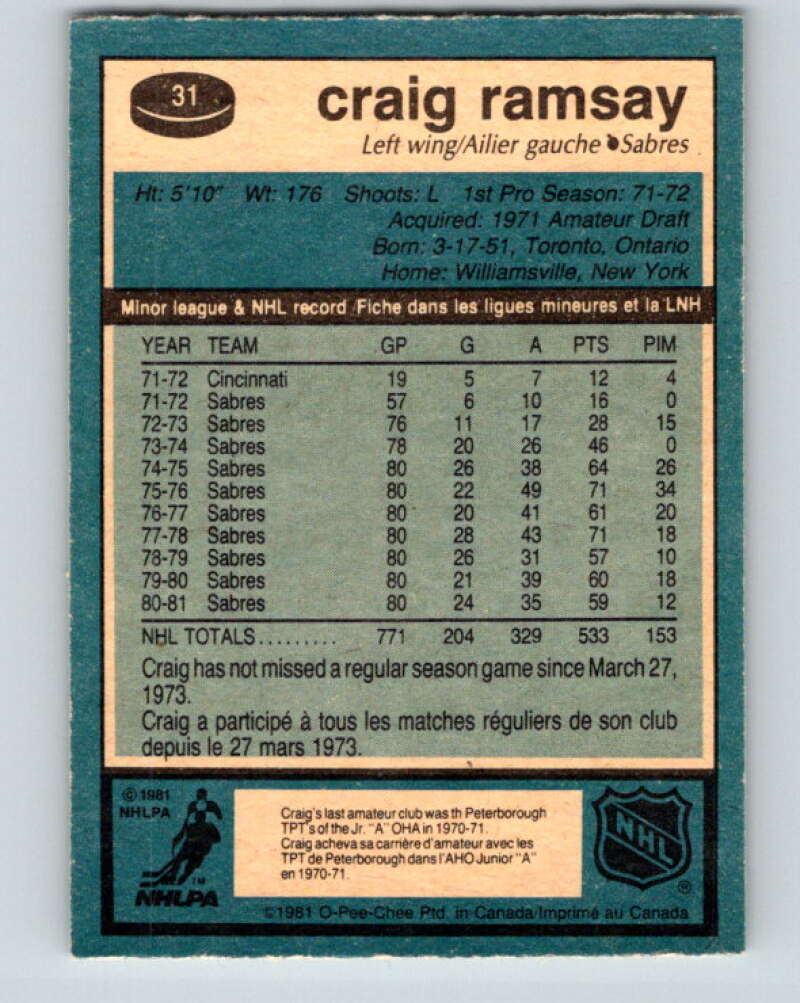 31
craig ramsay
Left wing/Ailier gauche Sabres
Ht: 5'10" Wt: 176 Shoots: L 1st Pro Season: 71-72
Acquired: 1971 Amateur Draft
Born: 3-17-51, Toronto, Ontario
Home: Williamsville, New York
Minor league & NHL record/Fiche dans les ligues mineures et la LNH
YEAR TEAM GP G A PTS PIM
71-72 Cincinnati 19 5 7 12 4
71-72 Sabres 57 6 10 16 0
72-73 Sabres 76 11 17 28 15
73-74 Sabres 78 20 26 46 0
74-75 Sabres 80 26 38 64 26
75-76 Sabres 80 22 49 71 34
76-77 Sabres 80 20 41 61 20
77-78 Sabres 80 28 43 71 18
78-79 Sabres 80 26 31 57 10
79-80 Sabres 80 21 39 60 18
80-81 Sabres 80 24 35 59 12
NHL TOTALS......... 771 204 329 533 153
Craig has not missed a regular season game since March 27,
1973.
Craig a participé à tous les matches réguliers de son club
depuis le 27 mars 1973.
©1981
NHLPA
Craig's last amateur club was th Peterborough
TPT's of the Jr. "A" OHA in 1970-71.
Craig acheva sa carrière d'amateur avec les
TPT de Peterborough dans l'AHO Junior "A"
en 1970-71.
TM
NHLPA
NHL
®
©1981 O-Pee-Chee Ptd. in Canada/Imprimé au Canada